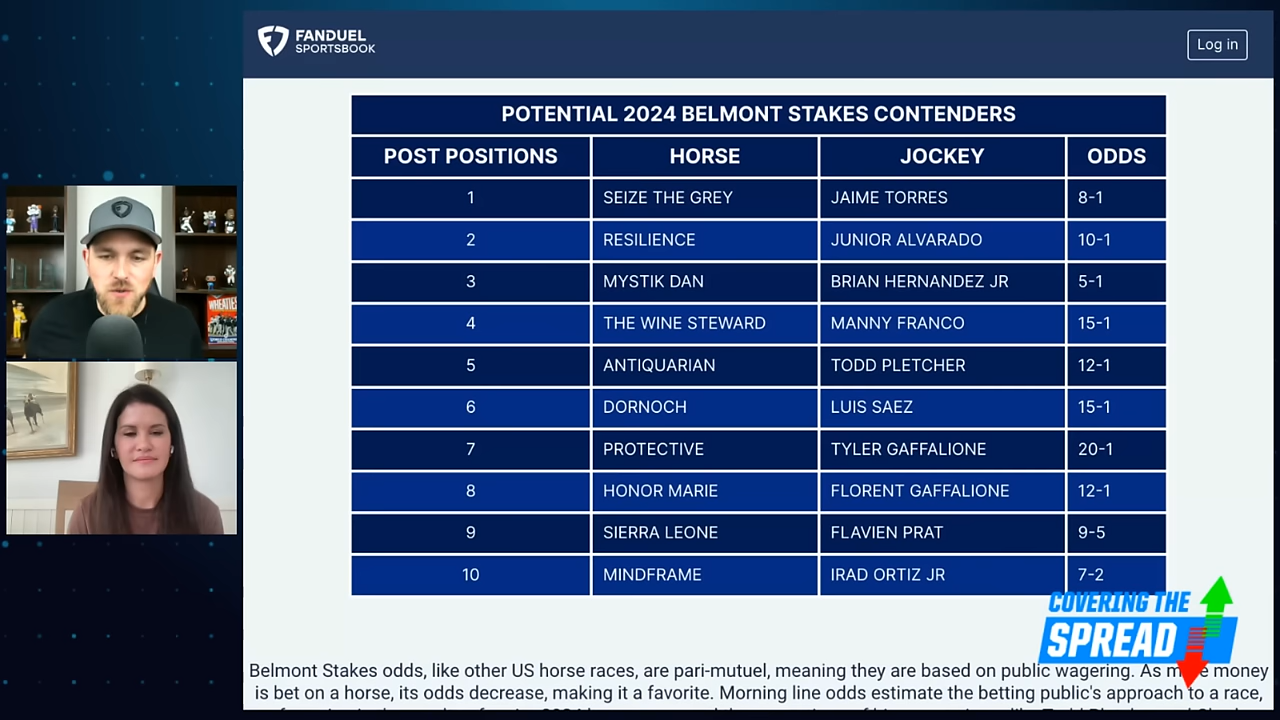 FANDUEL
SPORTSBOOK
Log in
POTENTIAL 2024 BELMONT STAKES CONTENDERS
POST POSITIONS HORSE JOCKEY ODDS
1 SEIZE THE GREY JAIME TORRES 8-1
2 RESILIENCE JUNIOR ALVARADO 10-1
3 MYSTIK DAN BRIAN HERNANDEZ JR 5-1
4 THE WINE STEWARD MANNY FRANCO 15-1
5 ANTIQUARIAN TODD PLETCHER 12-1
6 DORNOCH LUIS SAEZ 15-1
7 PROTECTIVE TYLER GAFFALIONE 20-1
8 HONOR MARIE FLORENT GAFFALIONE 12-1
9 SIERRA LEONE FLAVIEN PRAT 9-5
10 MINDFRAME IRAD ORTIZ JR 7-2
WHEATIES
COVERING THE
SPREAD
Belmont Stakes odds, like other US horse races, are pari-mutuel, meaning they are based on public wagering. As more money
is bet on a horse, its odds decrease, making it a favorite. Morning line odds estimate the betting public's approach to a race,